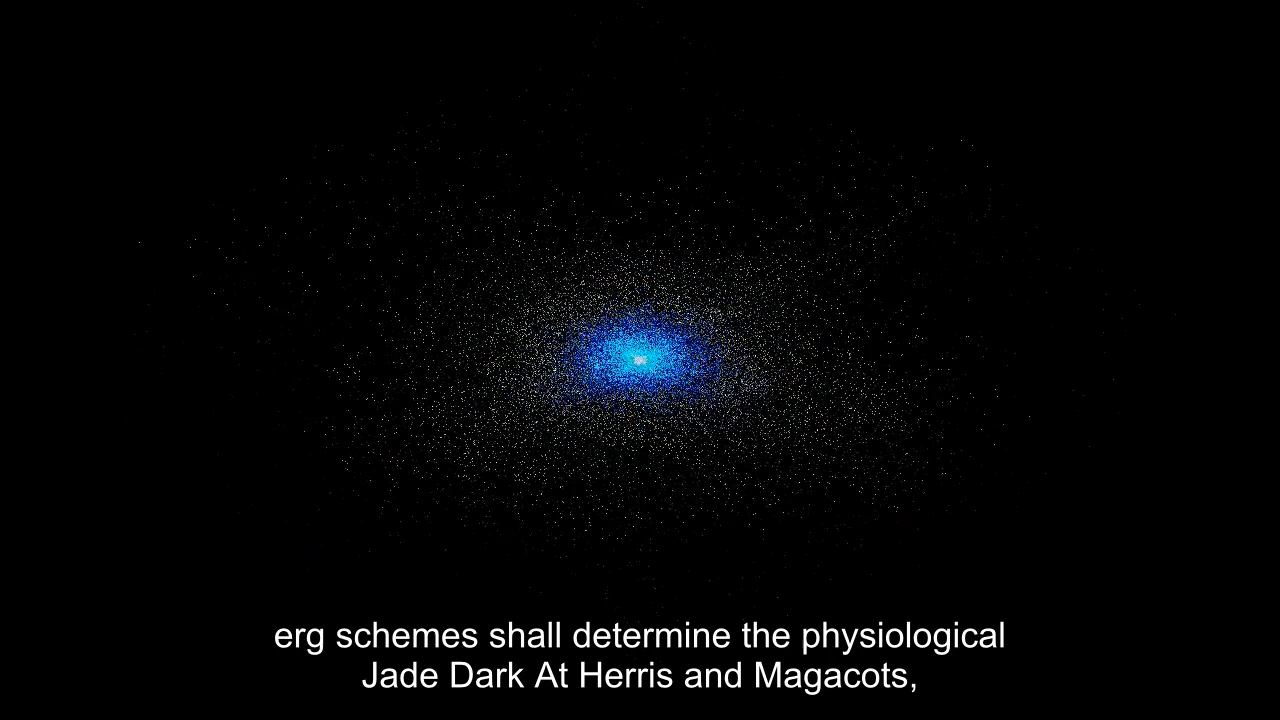 erg schemes shall determine the physiological
Jade Dark At Herris and Magacots,